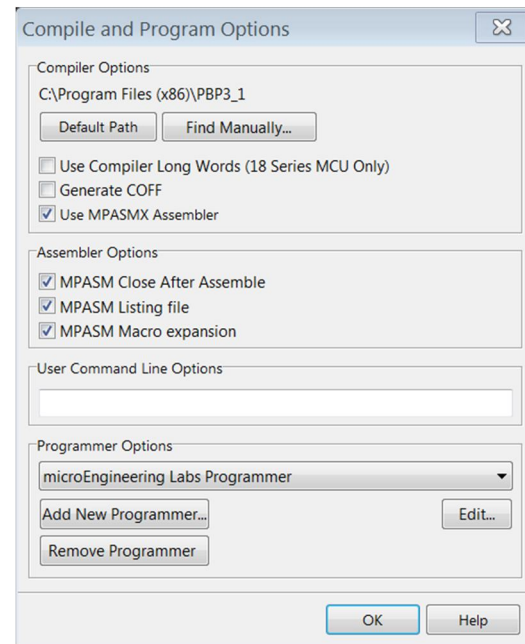 Compile and Program Options
Compiler Options
C:\Program Files (x86)\PBP3_1
Default Path Find Manually...
Use Compiler Long Words (18 Series MCU Only)
Generate COFF
Use MPASMX Assembler
Assembler Options
MPASM Close After Assemble
MPASM Listing file
MPASM Macro expansion
User Command Line Options
Programmer Options
microEngineering Labs Programmer
Add New Programmer... Edit...
Remove Programmer
OK Help